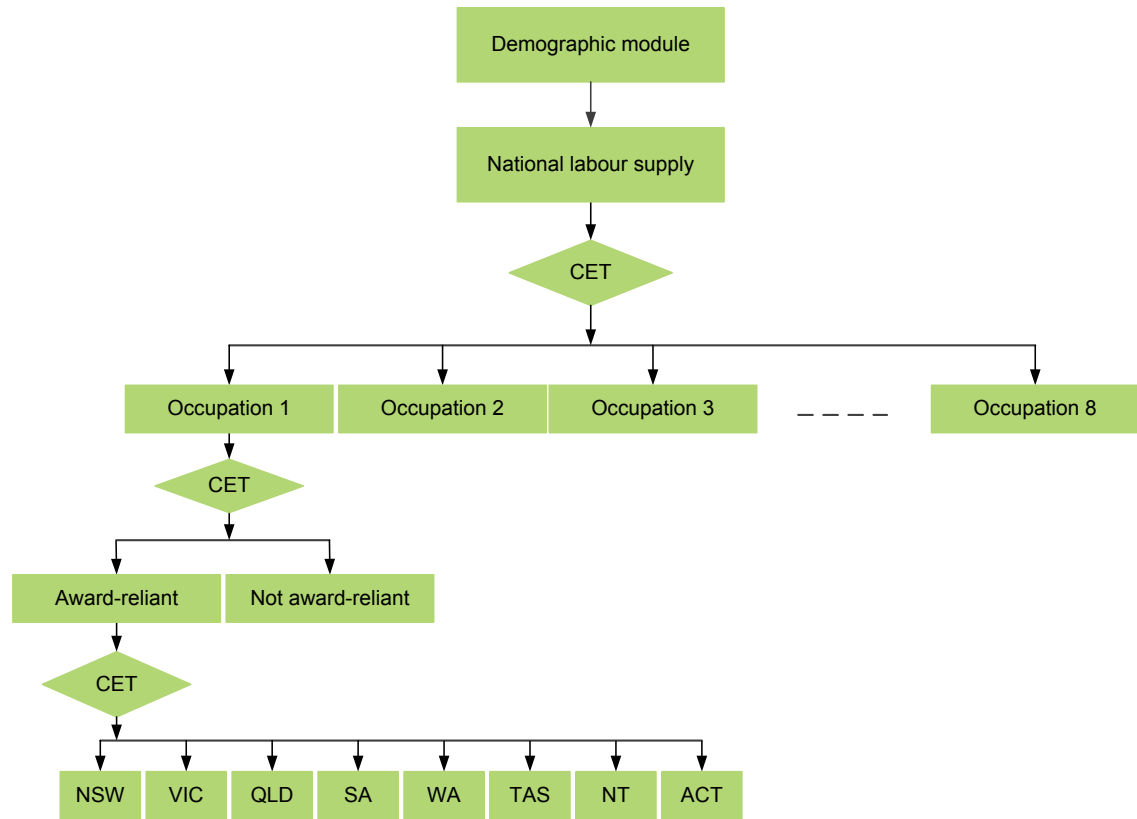 Demographic module
National labour supply
CET
Occupation 1
Occupation 2
Occupation 3
Occupation 8
CET
Award-reliant
Not award-reliant
CET
NSW
VIC
QLD
SA
WA
TAS
NT
ACT